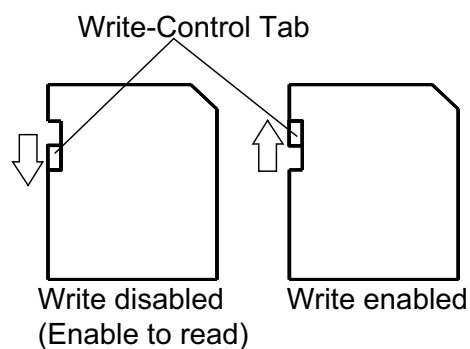 Write-Control Tab
Write disabled
(Enable to read)
Write enabled